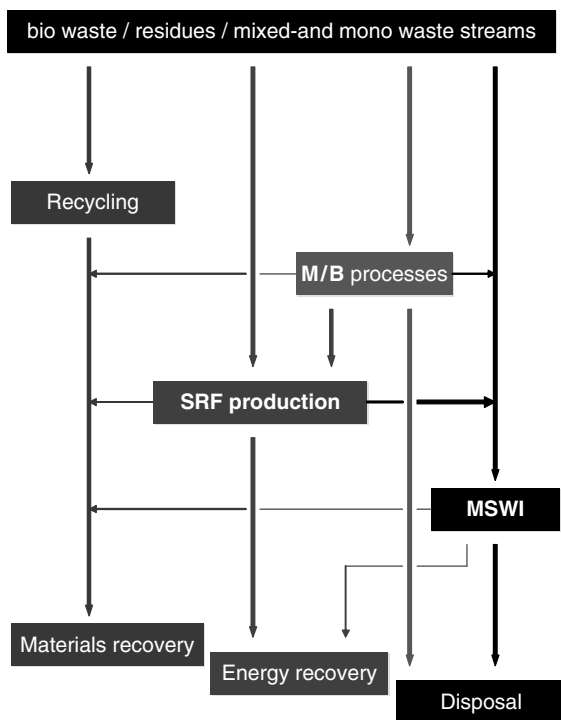 bio waste / residues / mixed-and mono waste streams
Recycling
M/B processes
SRF production
MSWI
Materials recovery
Energy recovery
Disposal